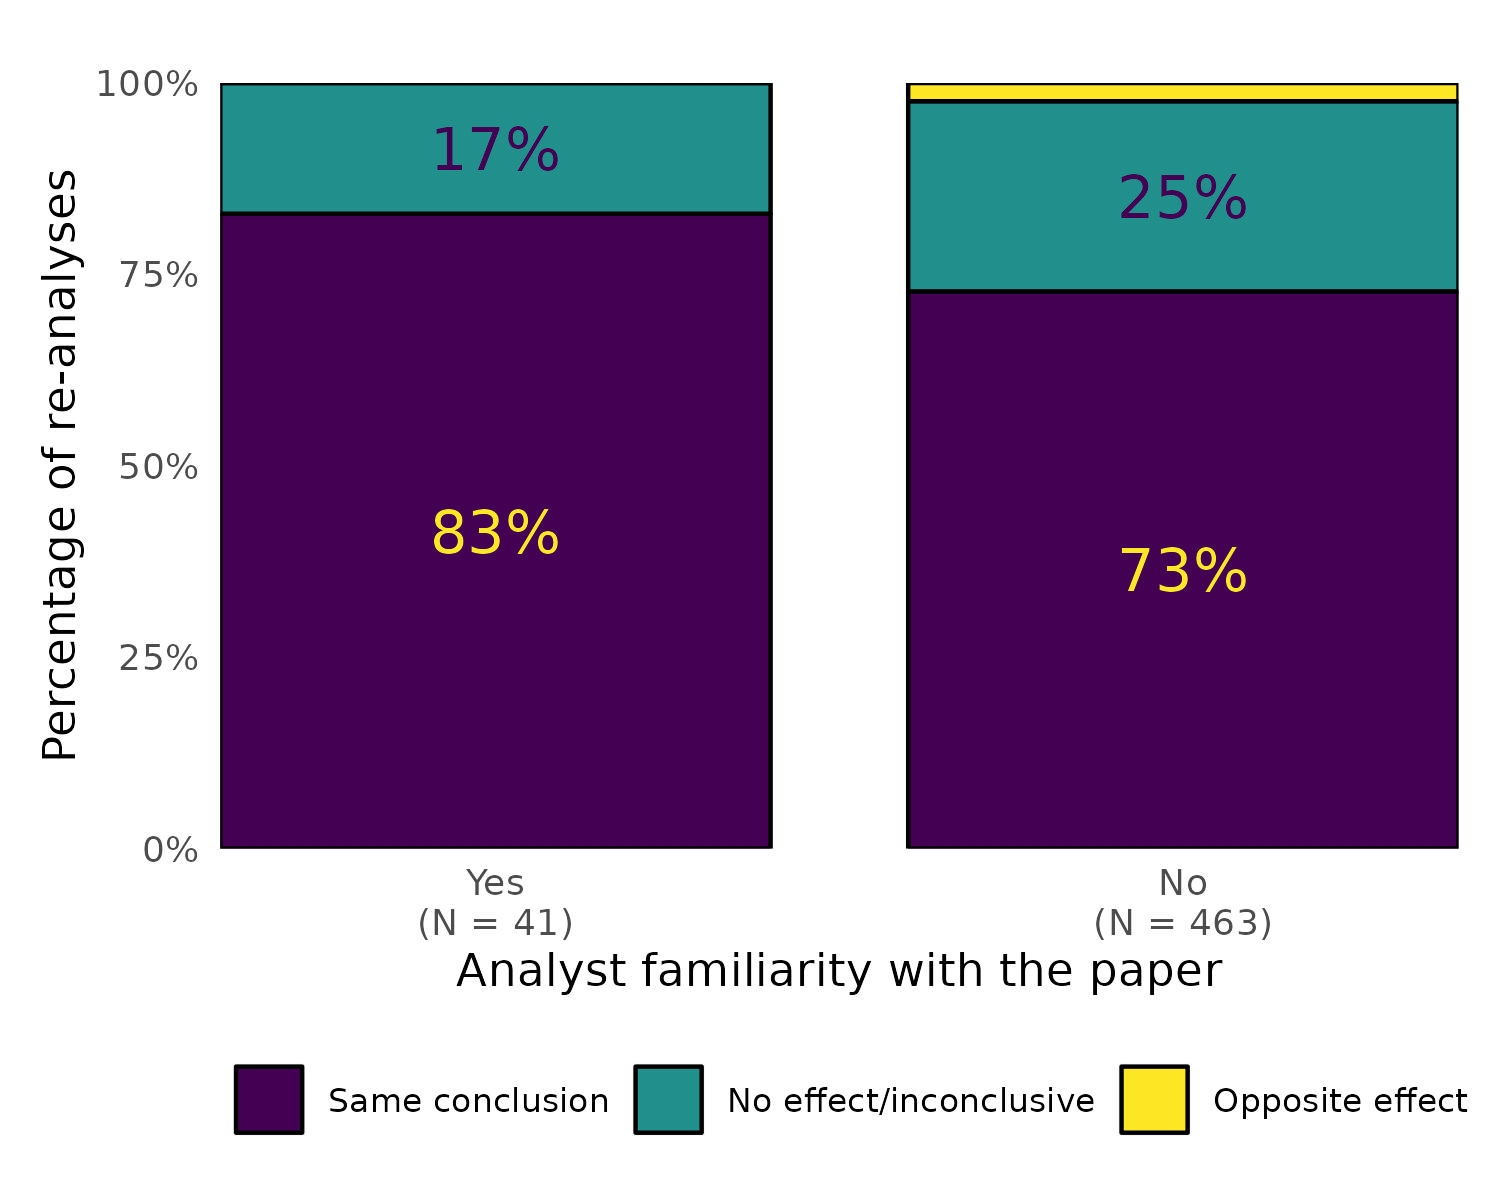 100%
75%
50%
25%
0%
Percentage of re-analyses
17%
83%
25%
73%
Yes
(N = 41)
No
(N = 463)
Analyst familiarity with the paper
Same conclusion
No effect/inconclusive
Opposite effect